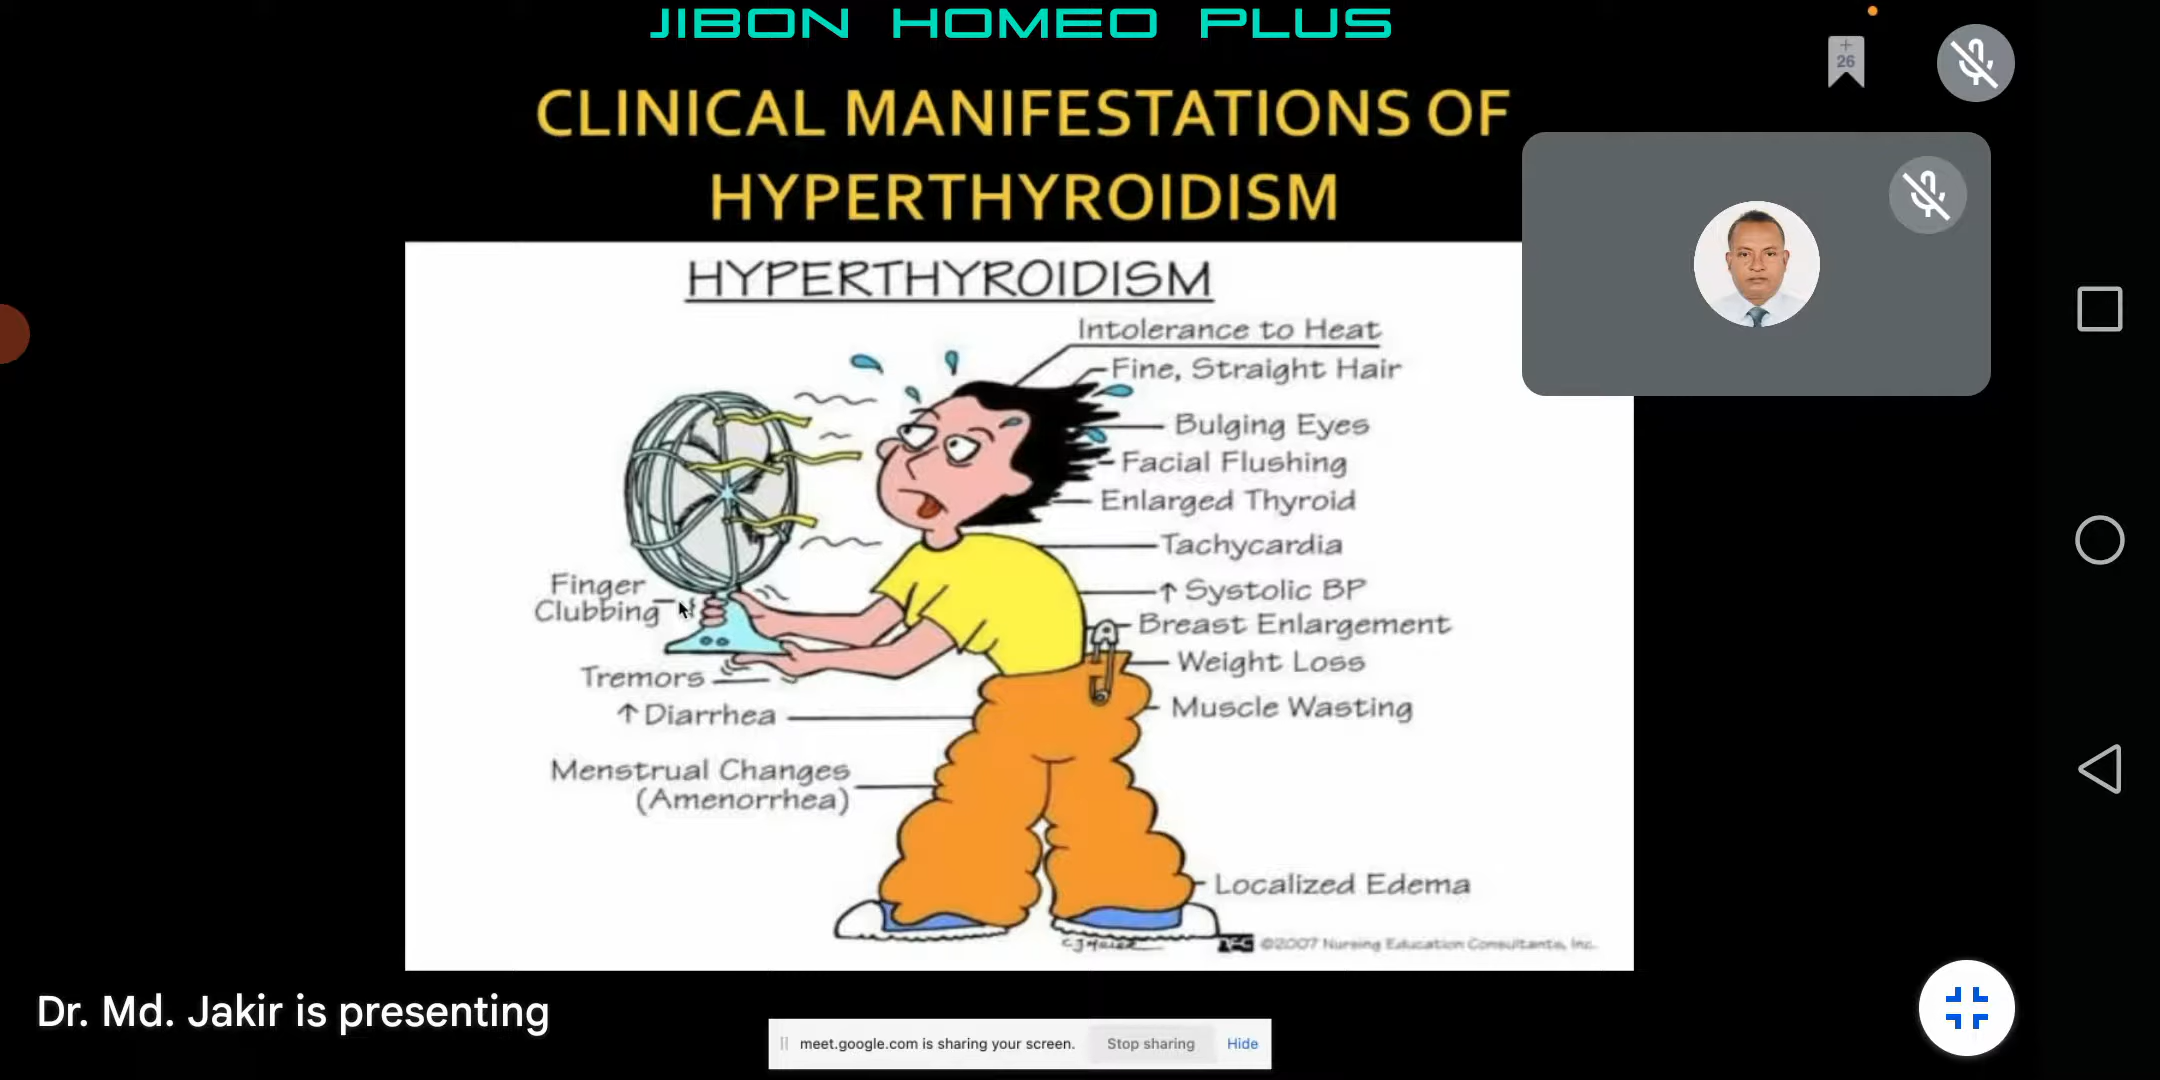 JIBON HOMEO PLUS
+
26
CLINICAL MANIFESTATIONS OF
HYPERTHYROIDISM
HYPERTHYROIDISM
Intolerance to Heat
Fine, Straight Hair
Bulging Eyes
Facial Flushing
Enlarged Thyroid
Tachycardia
↑ Systolic BP
Breast Enlargement
Weight Loss
Muscle Wasting
Localized Edema
Finger
Clubbing
Tremors
↑ Diarrhea
Menstrual Changes
(Amenorrhea)
©2007 Nursing Education Consultants, Inc.
Dr. Md. Jakir is presenting
meet.google.com is sharing your screen.
Stop sharing
Hide